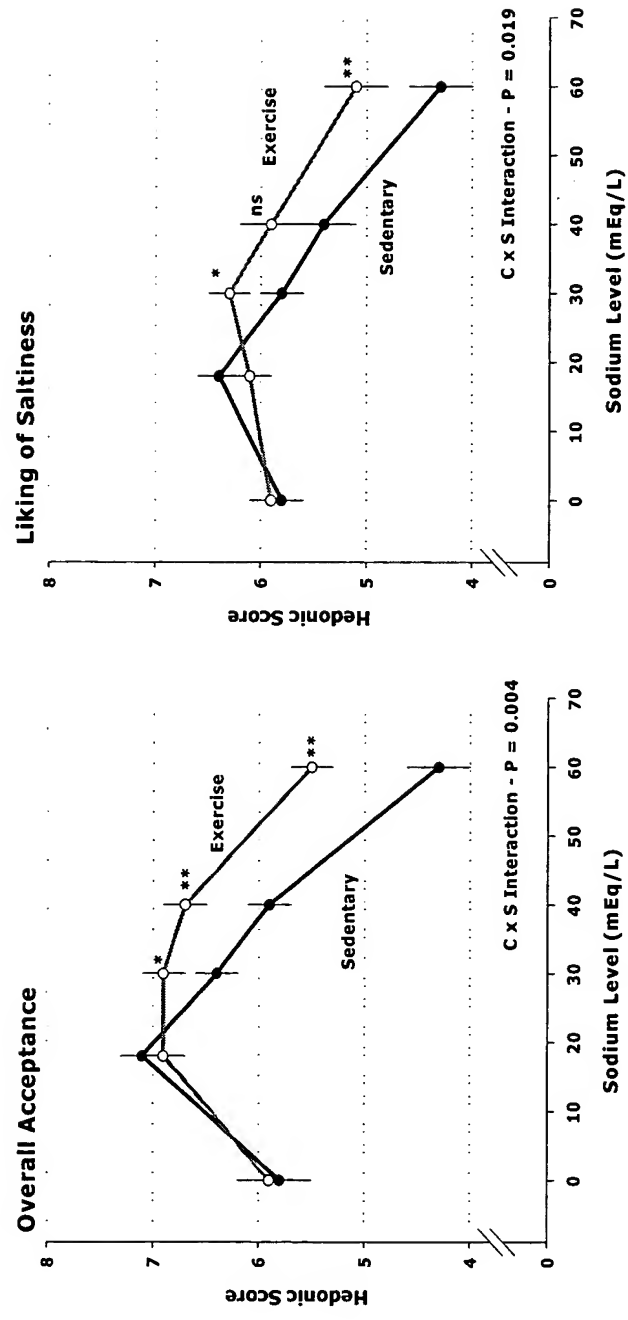 Overall Acceptance
8
7
6
5
4
0
Hedonic Score
*
**
**
Exercise
Sedentary
C x S Interaction - P = 0.004
0 10 20 30 40 50 60 70
Sodium Level (mEq/L)
Liking of Saltiness
8
7
6
5
4
0
Hedonic Score
*
ns
**
Exercise
Sedentary
C x S Interaction - P = 0.019
0 10 20 30 40 50 60 70
Sodium Level (mEq/L)